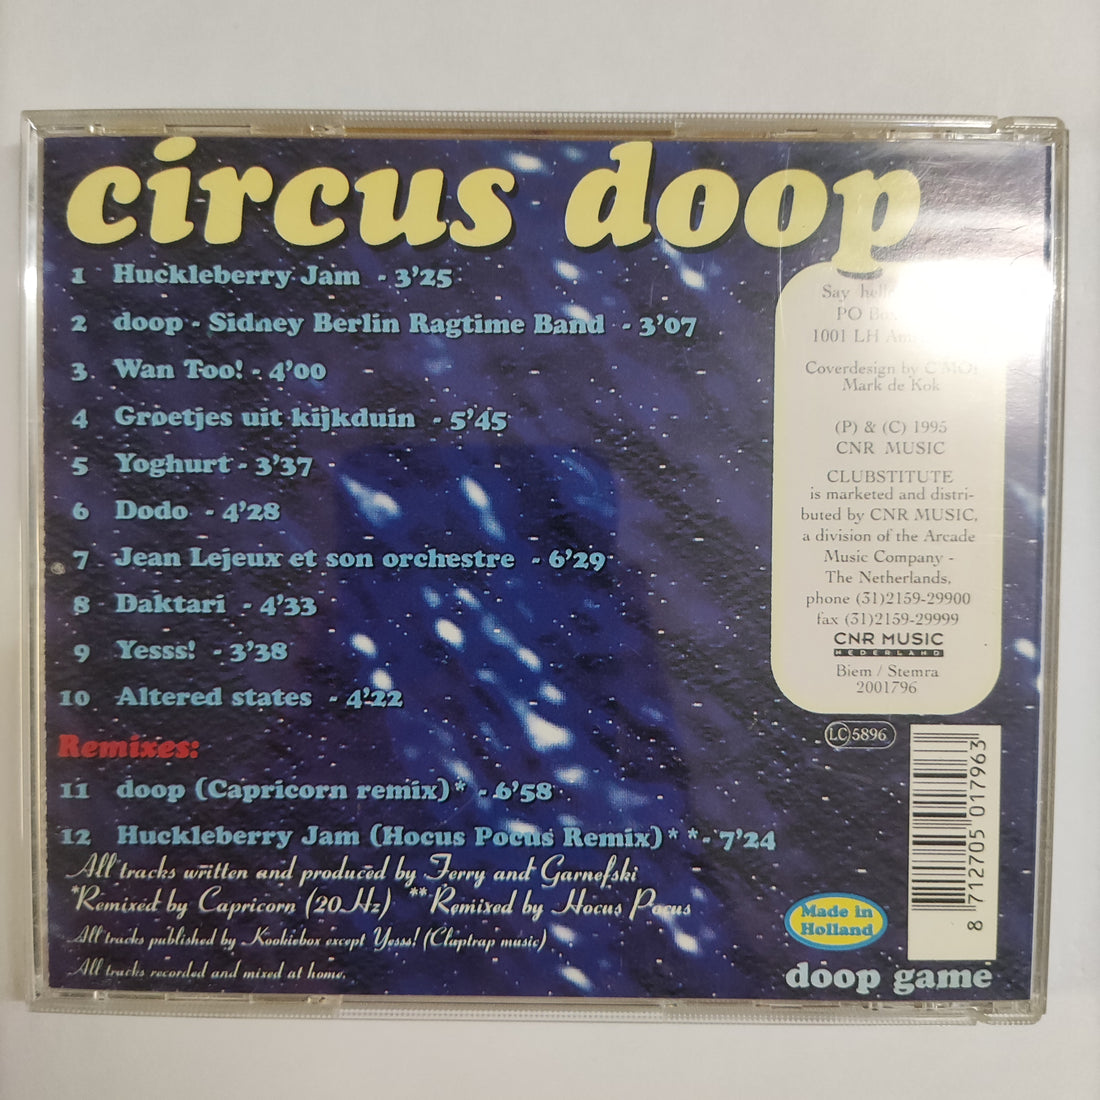 circus doop
1 Huckleberry Jam - 3'25
2 doop - Sidney Berlin Ragtime Band - 3'07
3 Wan Too! - 4'00
4 Groetjes uit kijkduin - 5'45
5 Yoghurt - 3'37
6 Dodo - 4'28
7 Jean Lejeux et son orchestre - 6'29
8 Daktari - 4'33
9 Yesss! - 3'38
10 Altered states - 4'22
Remixes:
11 doop (Capricorn remix)* - 6'58
12 Huckleberry Jam (Hocus Pocus Remix)* *- 7'24
All tracks written and produced by Ferry and Garnefski
*Remixed by Capricorn (20 Hz) **Remixed by Hocus Pocus
All tracks published by Kookiebox except Yesss! (Claptrap music)
All tracks recorded and mixed at home.
Say
PO
1001 LH
Coverdesign by C'MOI
Mark de Kok
(P) & (C) 1995
CNR MUSIC
CLUBSTITUTE
is marketed and distri-
buted by CNR MUSIC,
a division of the Arcade
Music Company -
The Netherlands,
phone (31)2159-29900
fax (31)2159-29999
CNR MUSIC
NEDERLAND
Biem / Stemra
2001796
LC 5896
8 712705 017963
Made in
Holland
doop game